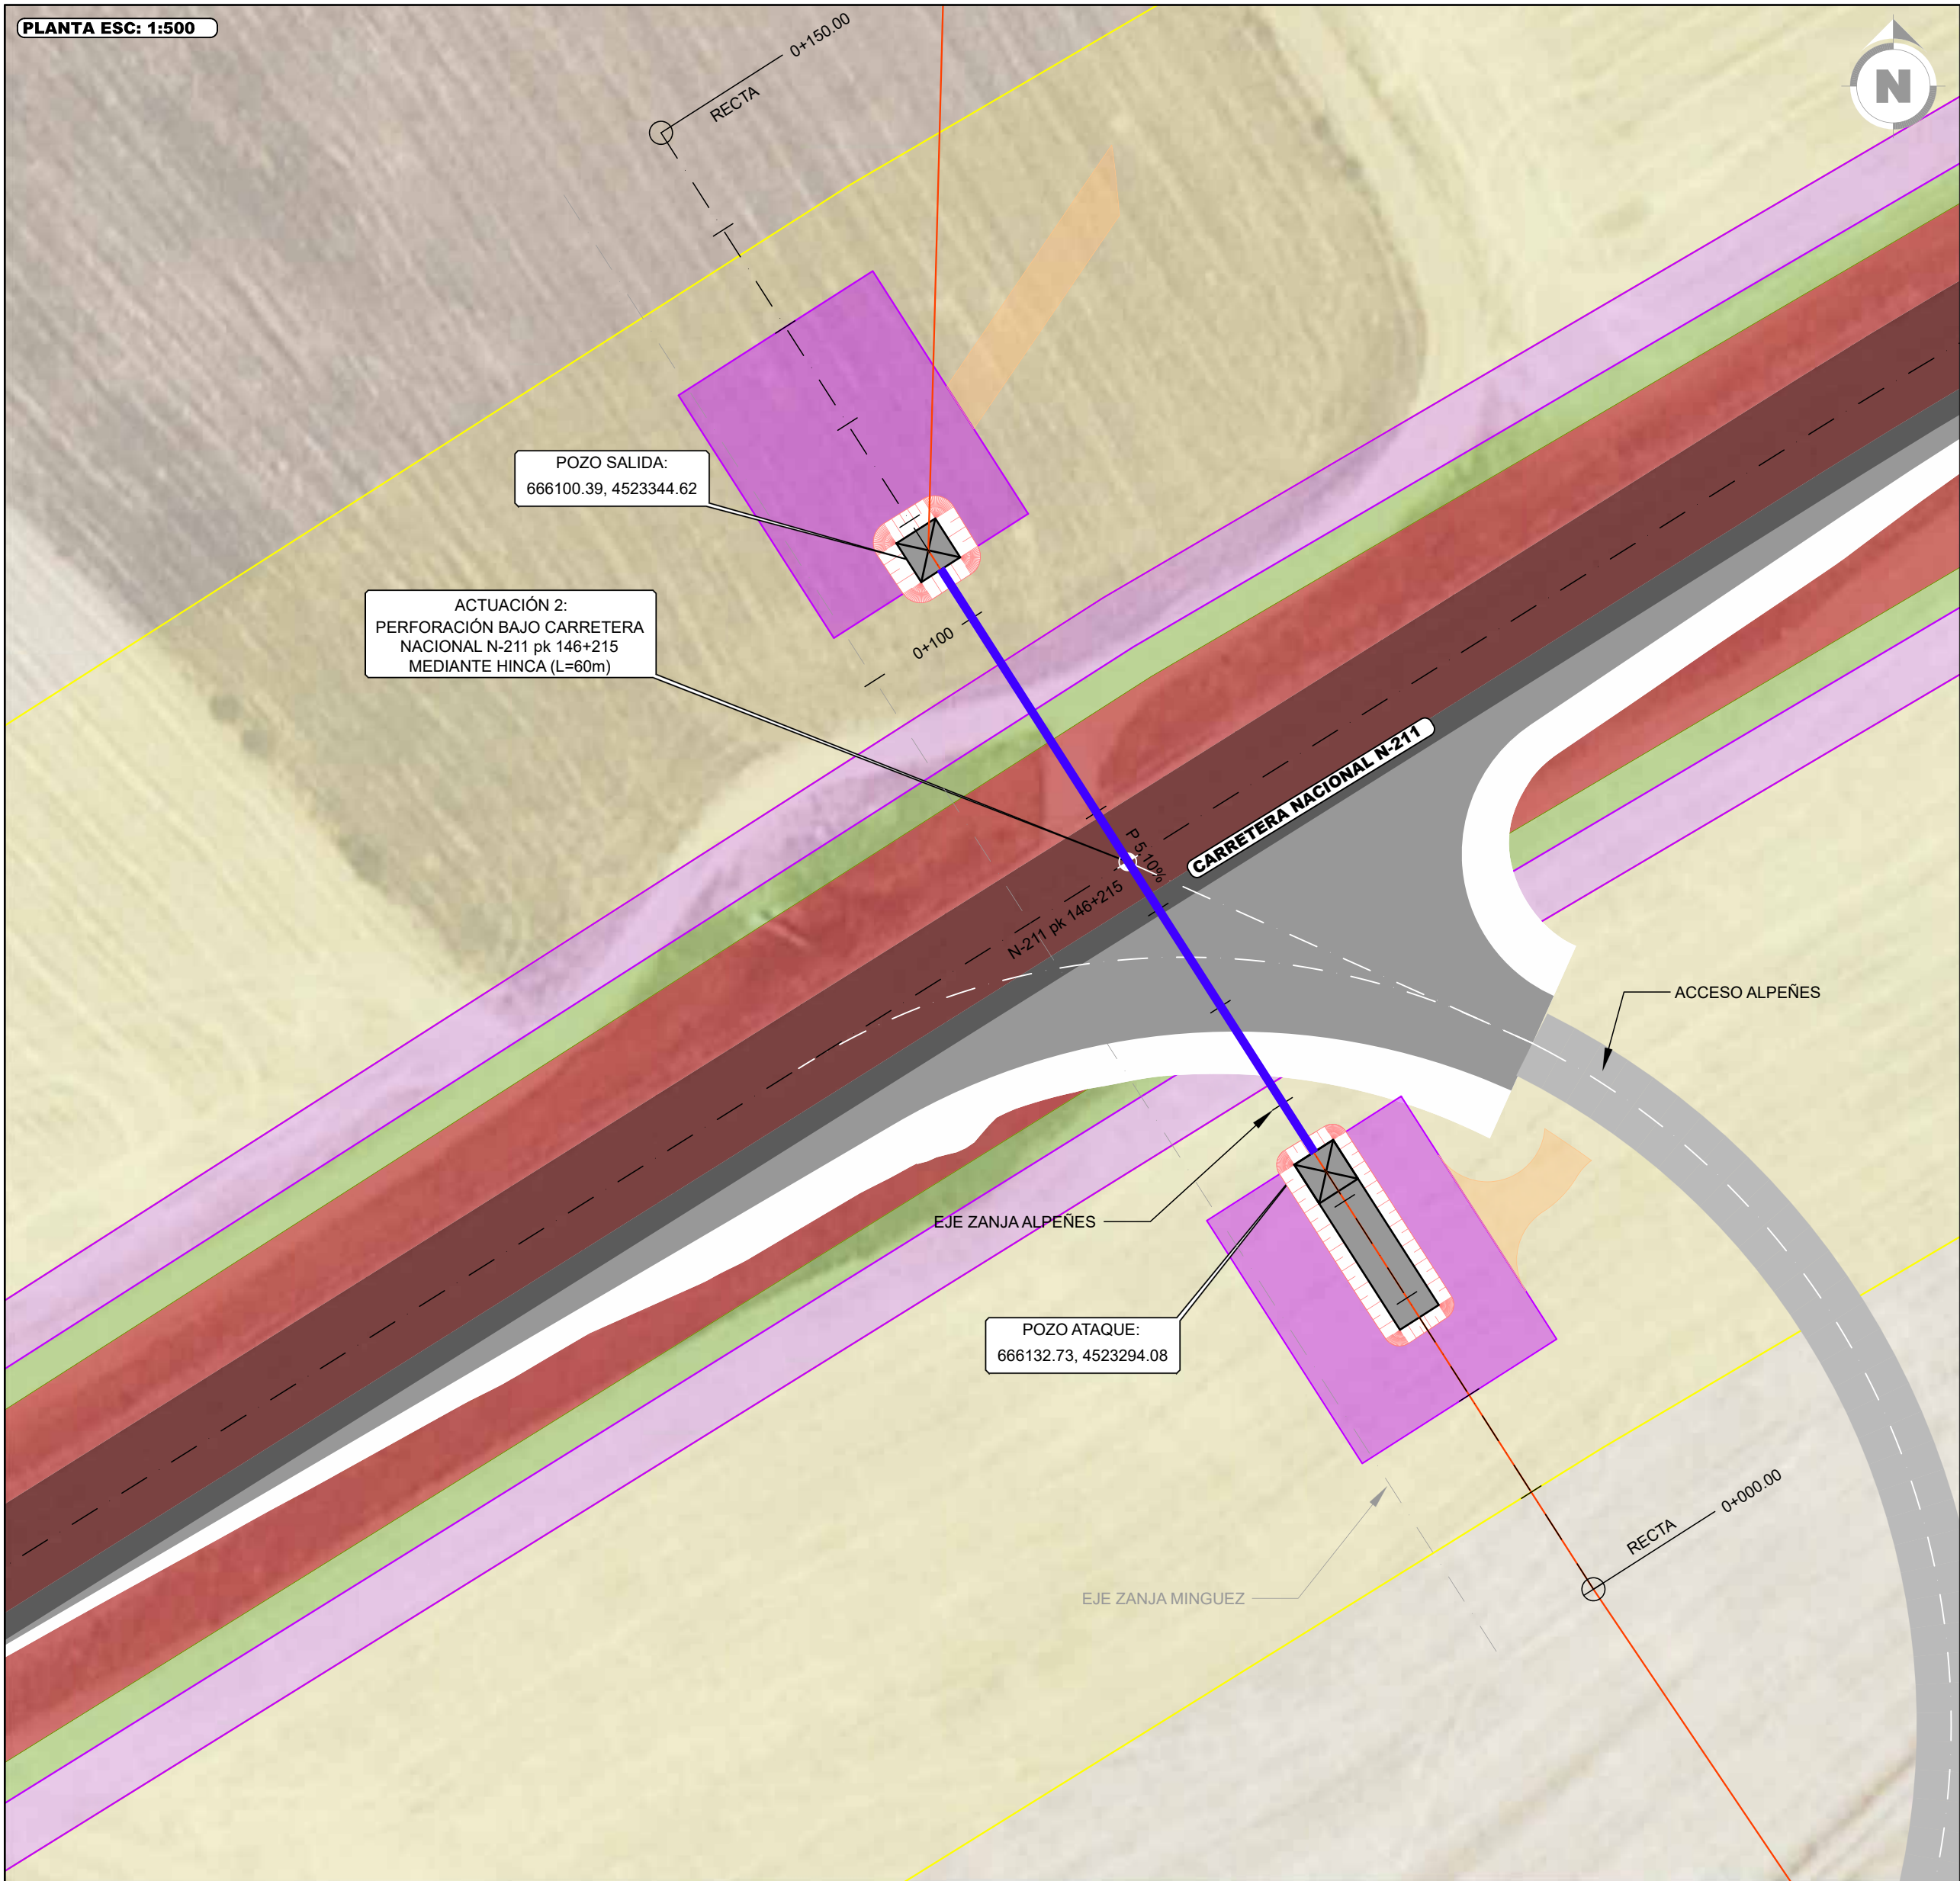 PLANTA ESC: 1:500
0+150.00
RECTA
N
POZO SALIDA:
666100.39, 4523344.62
ACTUACIÓN 2:
PERFORACIÓN BAJO CARRETERA
NACIONAL N-211 pk 146+215
MEDIANTE HINCA (L=60m)
0+100
CARRETERA NACIONAL N-211
P 5.10%
N-211 pk 146+215
ACCESO ALPEÑES
EJE ZANJA ALPEÑES
POZO ATAQUE:
666132.73, 4523294.08
0+000.00
RECTA
EJE ZANJA MINGUEZ